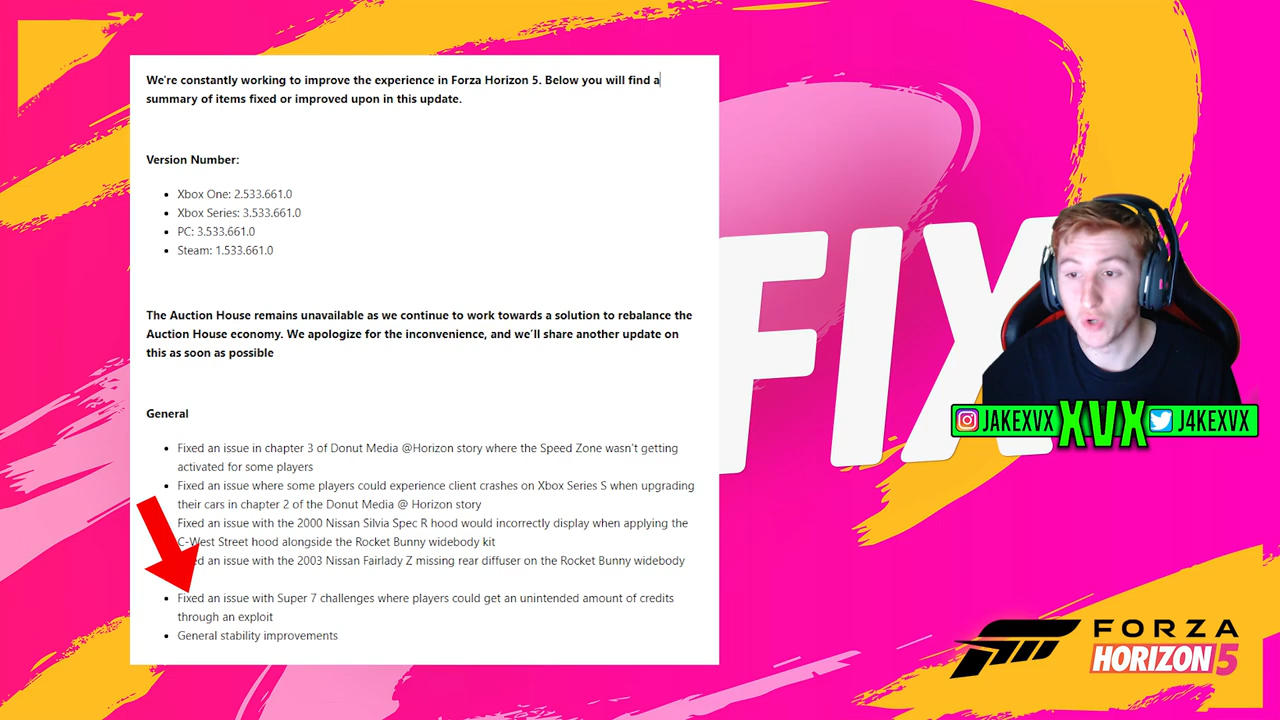 We're constantly working to improve the experience in Forza Horizon 5. Below you will find a
summary of items fixed or improved upon in this update.
Version Number:
• Xbox One: 2.533.661.0
• Xbox Series: 3.533.661.0
• PC: 3.533.661.0
• Steam: 1.533.661.0
The Auction House remains unavailable as we continue to work towards a solution to rebalance the
Auction House economy. We apologize for the inconvenience, and we'll share another update on
this as soon as possible
General
• Fixed an issue in chapter 3 of Donut Media @Horizon story where the Speed Zone wasn't getting
activated for some players
• Fixed an issue where some players could experience client crashes on Xbox Series S when upgrading
their cars in chapter 2 of the Donut Media @ Horizon story
Fixed an issue with the 2000 Nissan Silvia Spec R hood would incorrectly display when applying the
C-West Street hood alongside the Rocket Bunny widebody kit
ed an issue with the 2003 Nissan Fairlady Z missing rear diffuser on the Rocket Bunny widebody
• Fixed an issue with Super 7 challenges where players could get an unintended amount of credits
through an exploit
• General stability improvements
FIX
JAKEXVX XVX J4KEXVX
FORZA
HORIZON 5